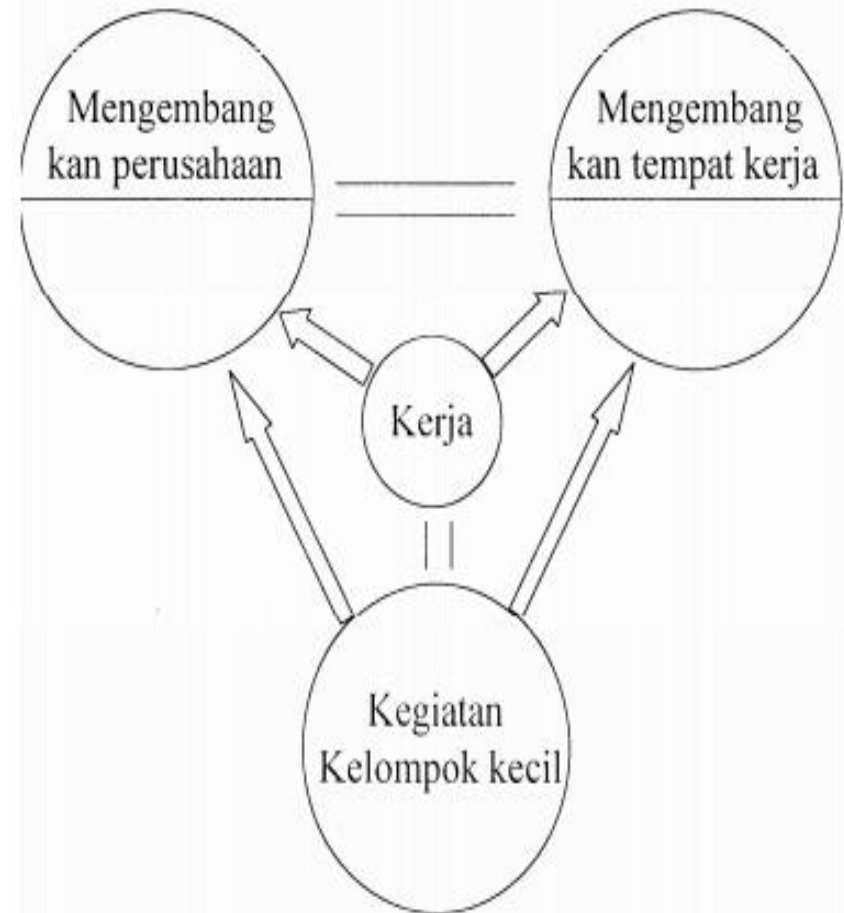 Mengembang
kan perusahaan
Mengembang
kan tempat kerja
Kerja
Kegiatan
Kelompok kecil